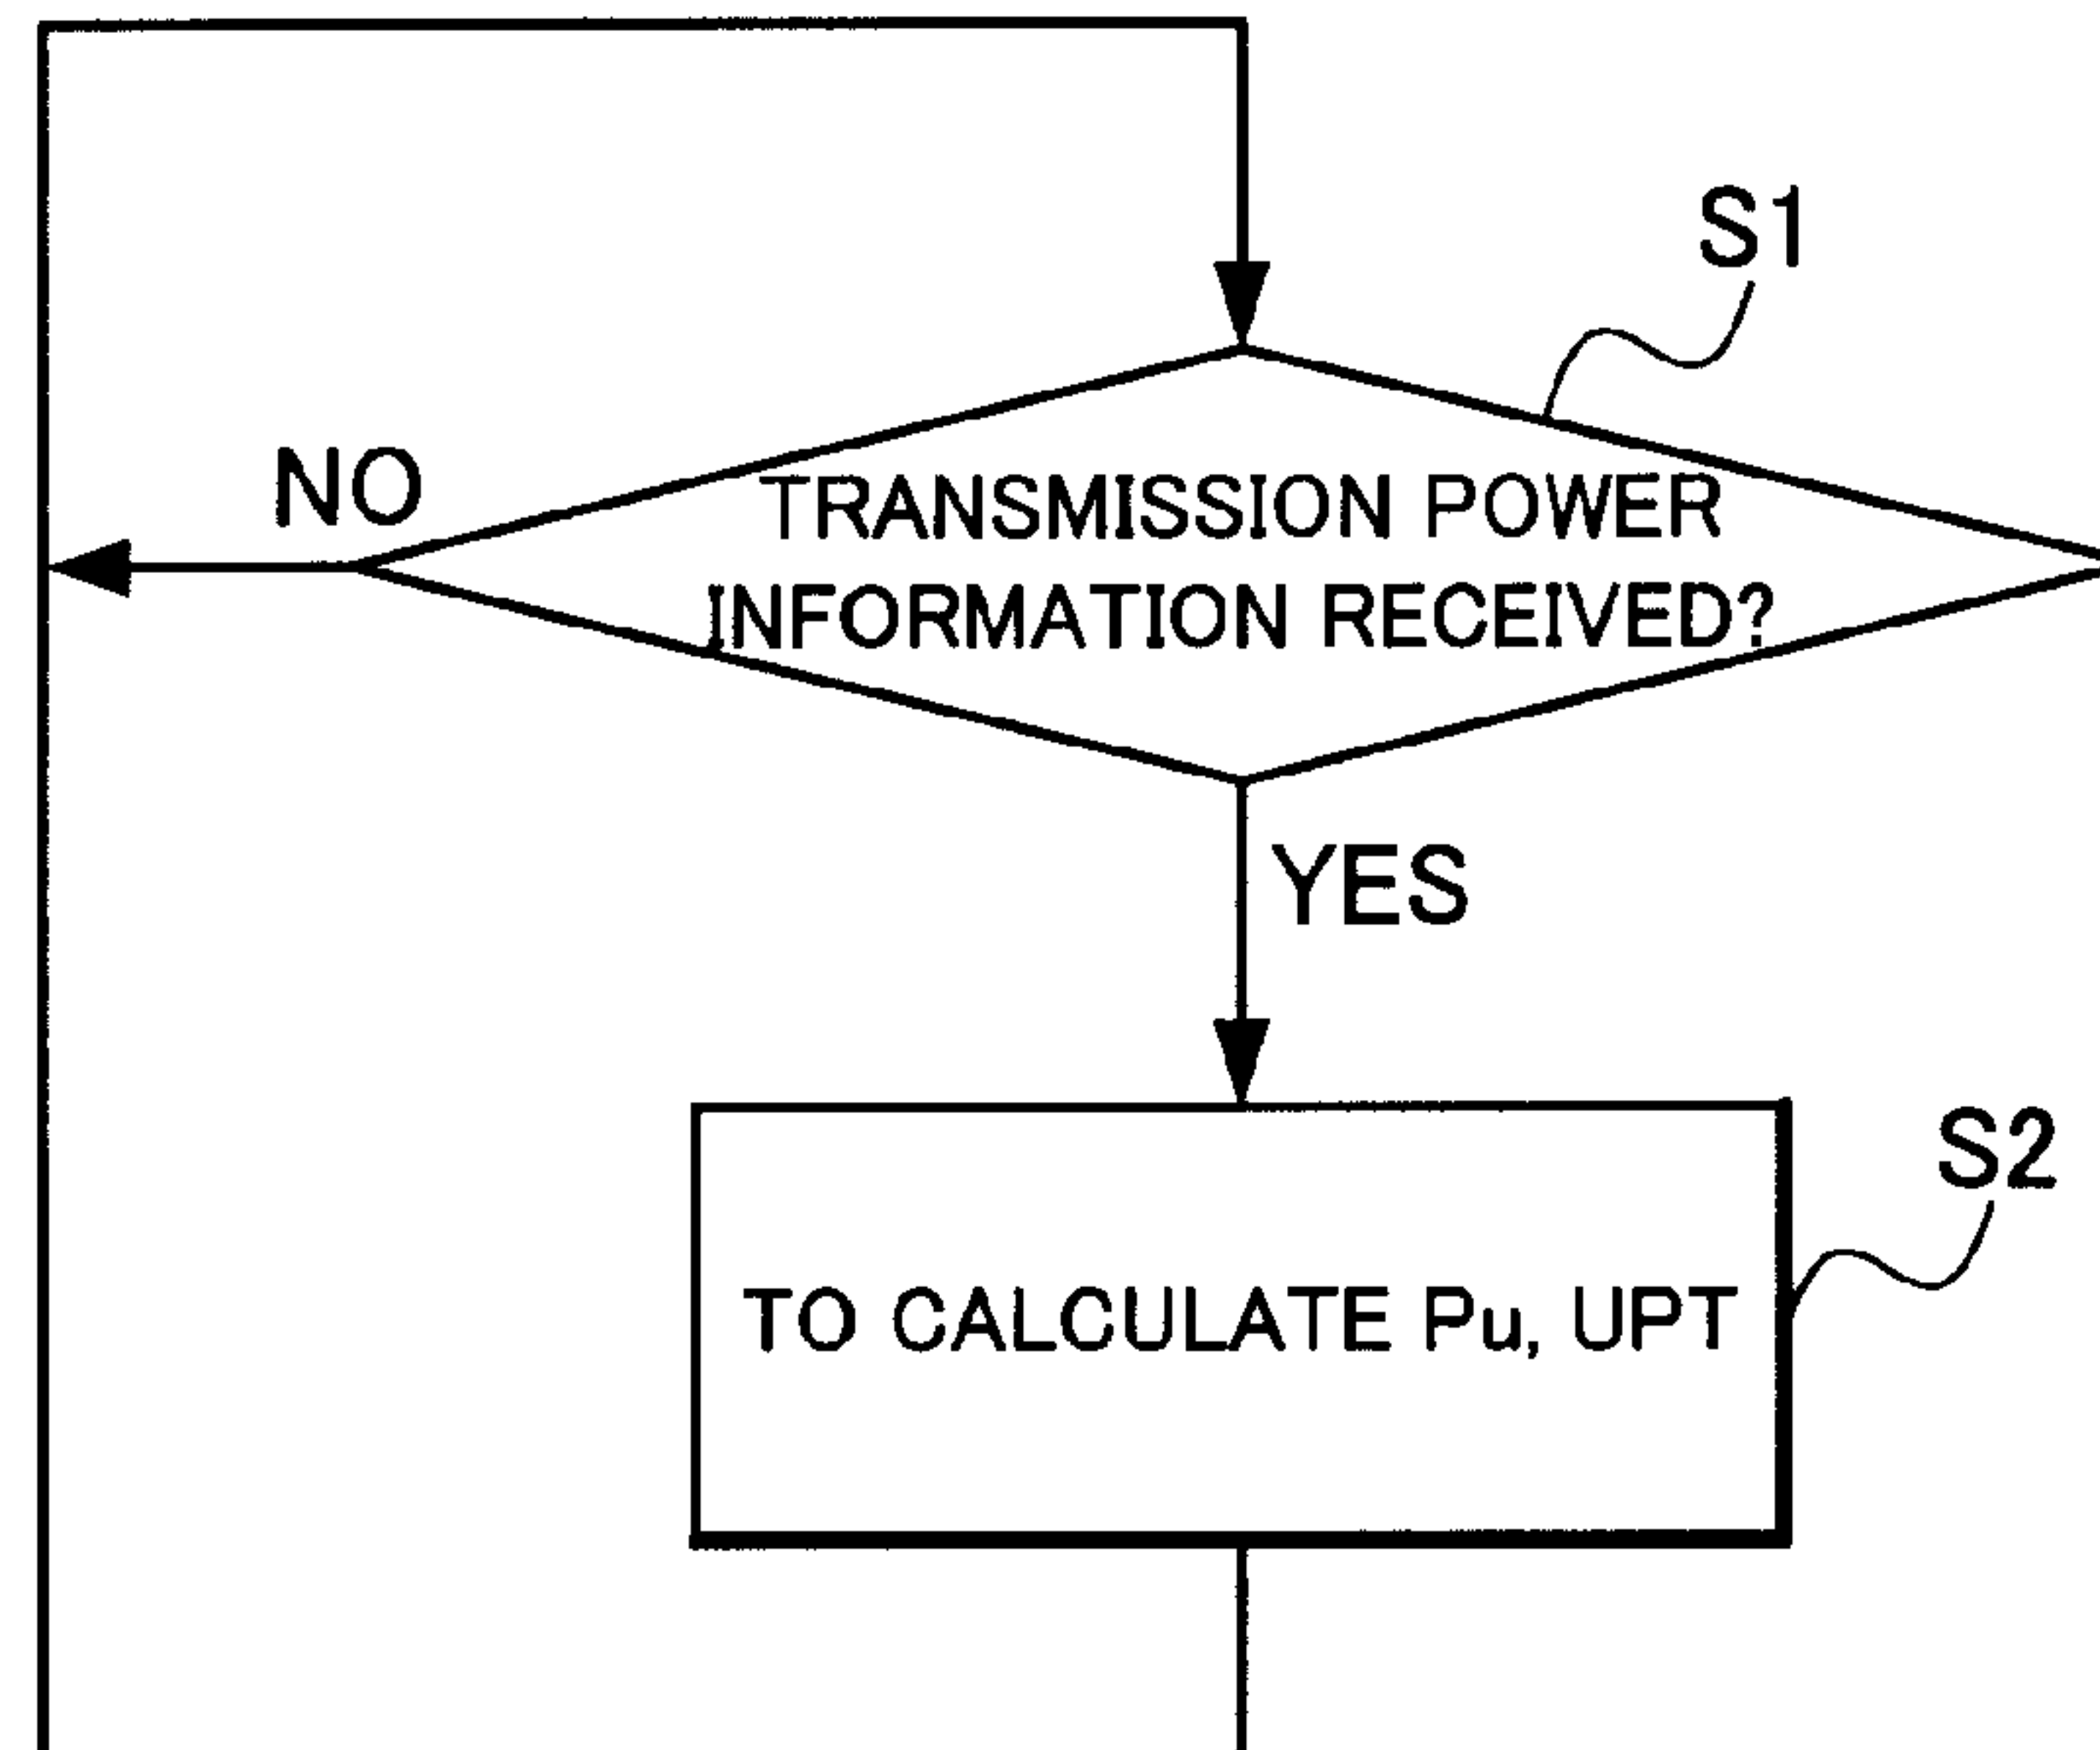 S1
NO
TRANSMISSION POWER
INFORMATION RECEIVED?
YES
S2
TO CALCULATE Pu, UPT